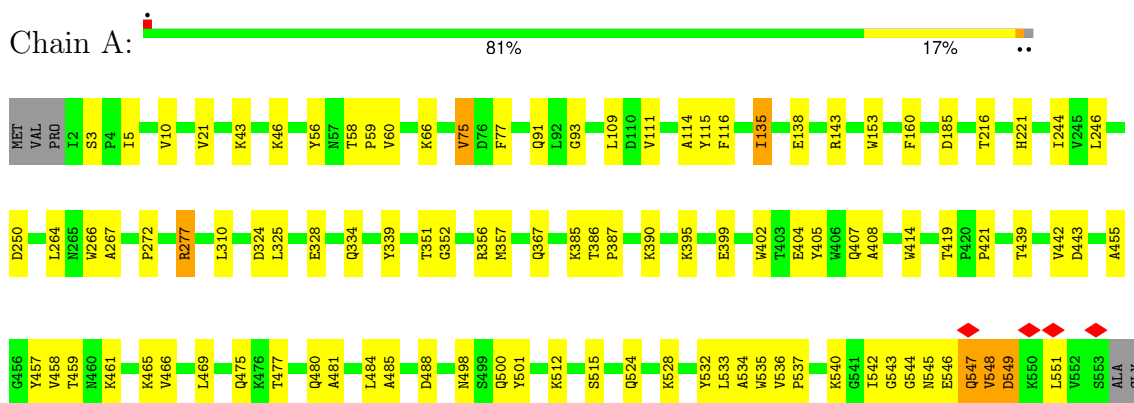 Chain A:
81% 17% ••
MET VAL PRO I2 S3 P4 I5 V10 V21 K43 K46 Y56 N57 T58 P59 V60 K66 V75 D76 F77 Q91 L92 G93 L109 D110 V111 A114 Y115 F116 I135 E138 R143 W153 F160 D185 T216 H221 I244 V245 L246
D250 L264 N265 W266 A267 P272 R277 L310 D324 L325 E328 Q334 Y339 T351 G352 R356 M357 Q367 K385 T386 P387 K390 K395 E399 W402 T403 E404 Y405 W406 Q407 A408 W414 T419 P420 P421 T439 V442 D443 A455
G456 Y457 V458 T459 N460 K461 K465 V466 L469 Q475 K476 T477 Q480 A481 L484 A485 D488 N498 S499 Q500 Y501 K512 S515 Q524 K528 Y532 L533 A534 W535 V536 P537 K540 G541 I542 G543 G544 N545 E546 Q547 V548 D549 K550 L551 V552 S553 ALA